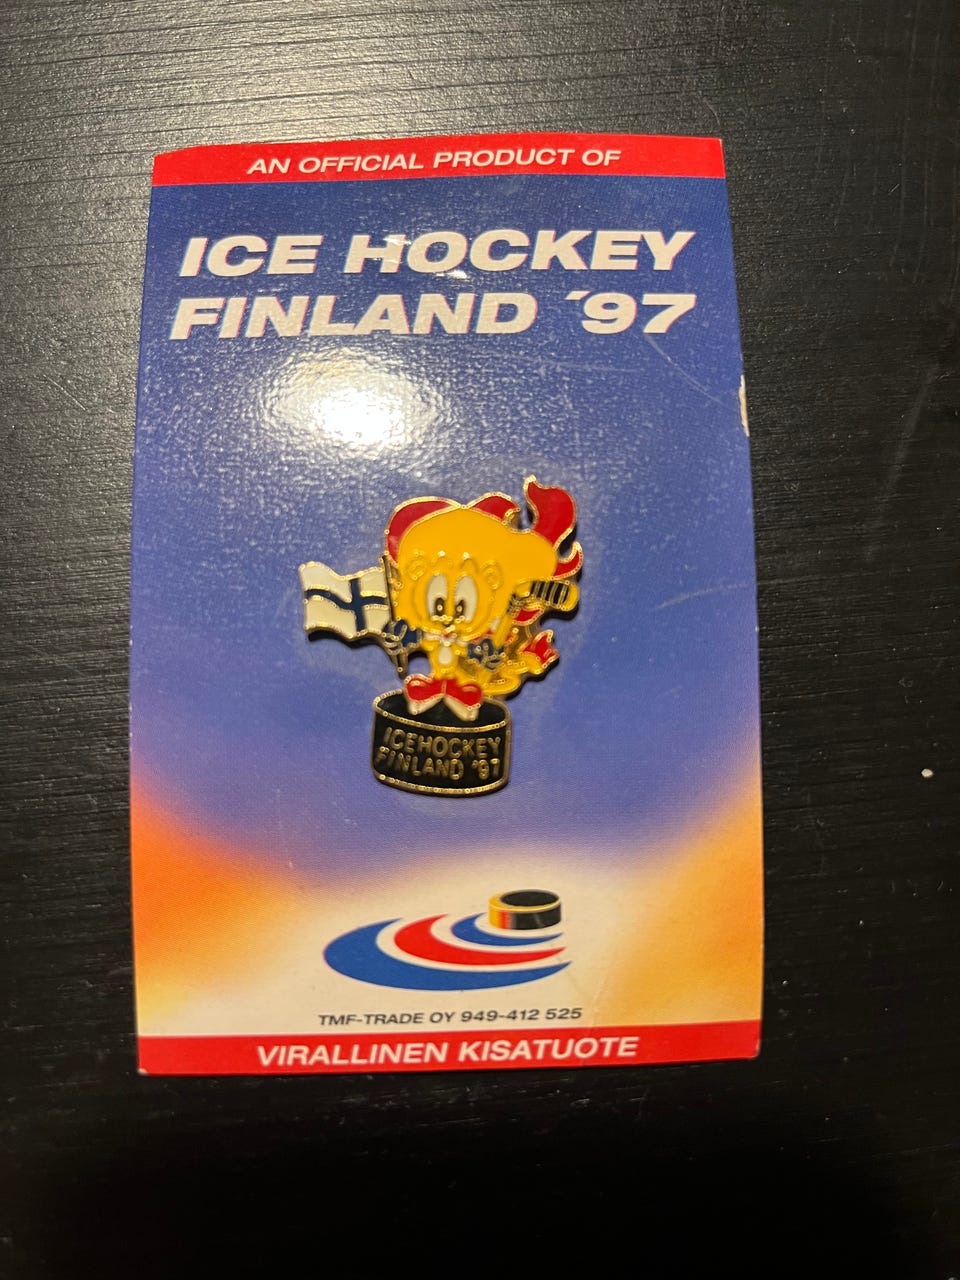 AN OFFICIAL PRODUCT OF
ICE HOCKEY
FINLAND ´97
ICEHOCKEY
FINLAND '97
TMF-TRADE OY 949-412 525
VIRALLINEN KISATUOTE